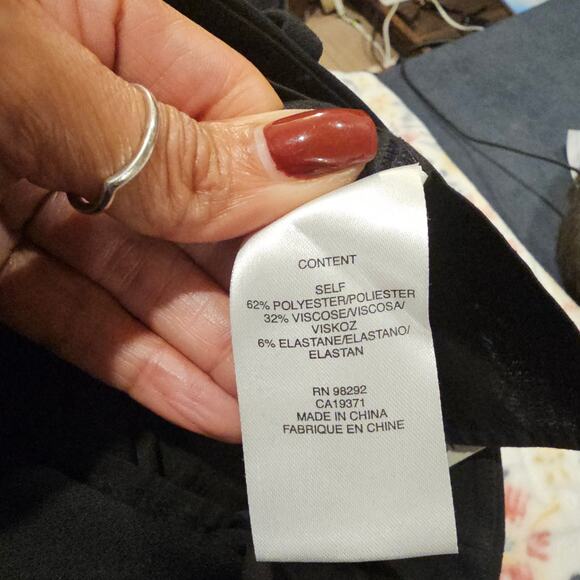 CONTENT
SELF
62% POLYESTER/POLIESTER
32% VISCOSE/VISCOSA/
VISKOZ
6% ELASTANE/ELASTANO/
ELASTAN
RN 98292
CA19371
MADE IN CHINA
FABRIQUE EN CHINE